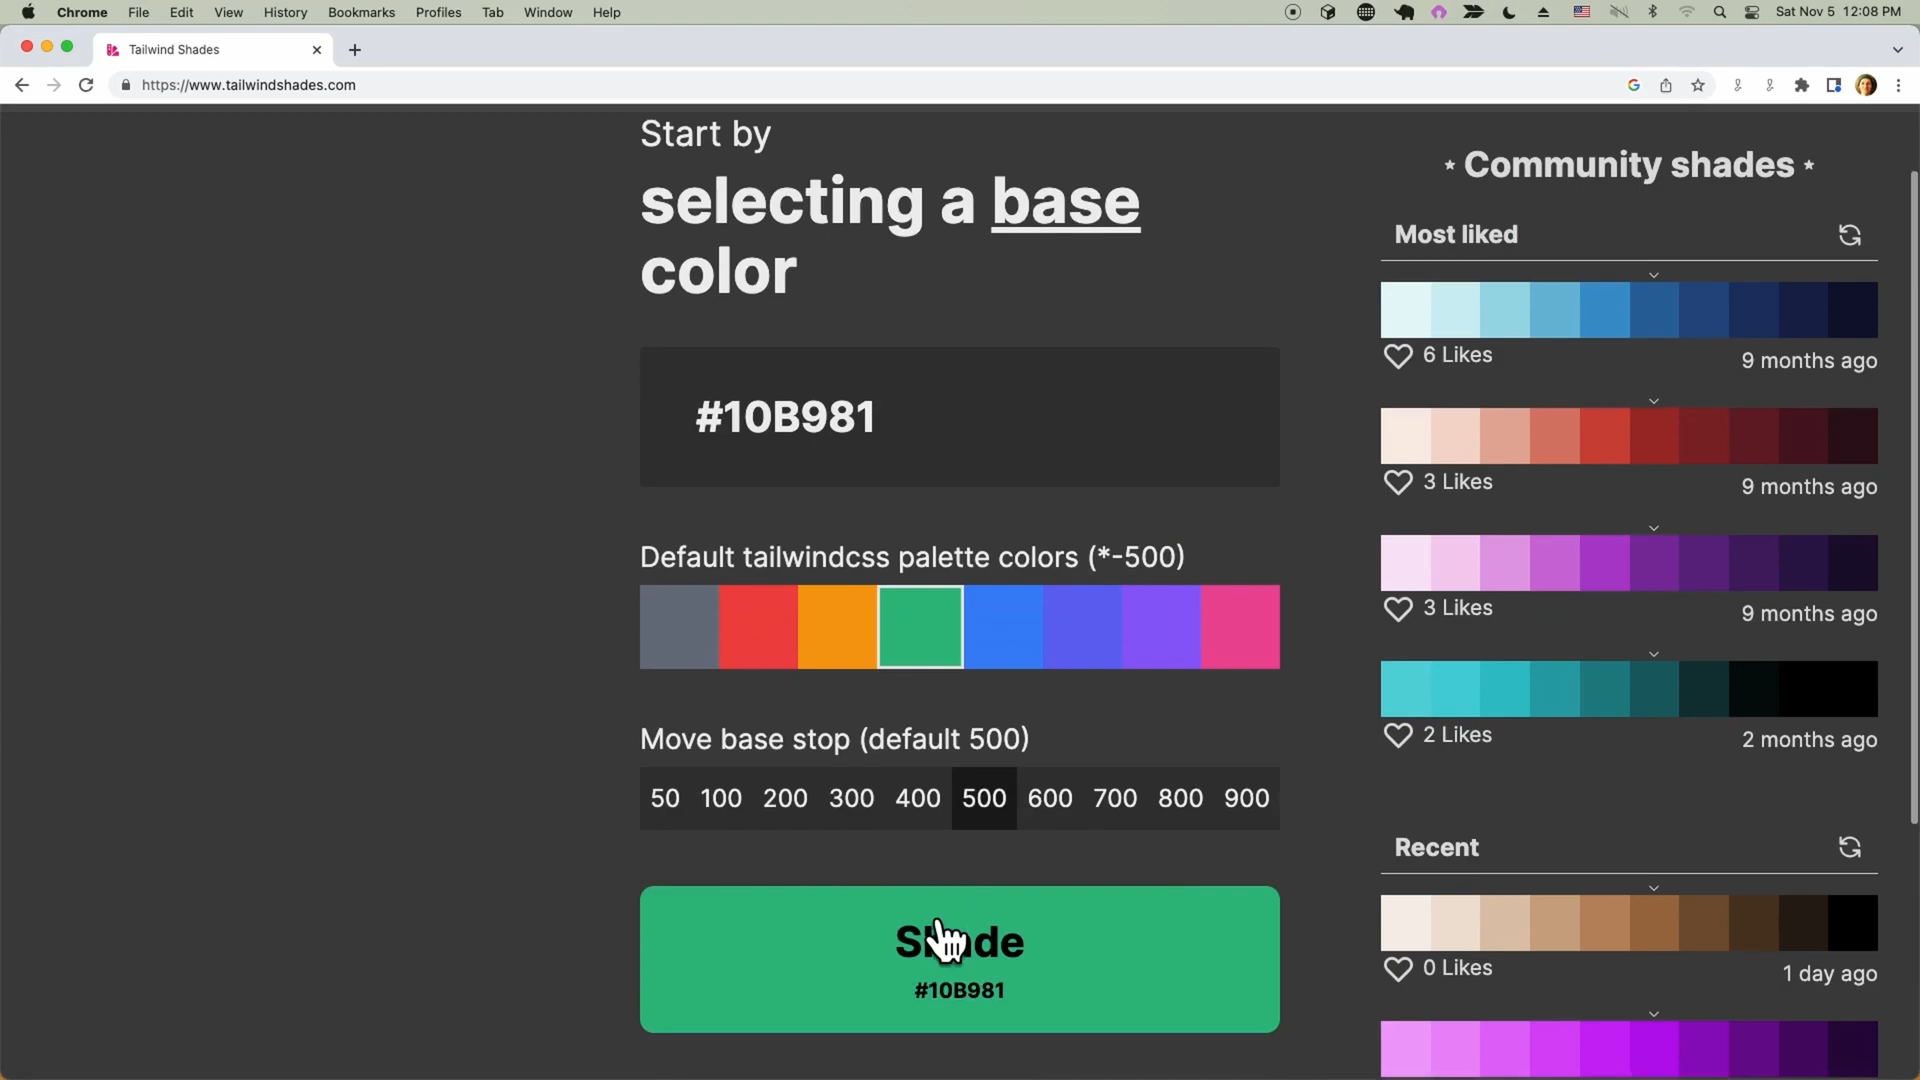 Chrome File Edit View History Bookmarks Profiles Tab Window Help Sat Nov 5 12:08 PM
Tailwind Shades
https://www.tailwindshades.com
Start by
selecting a base
color
#10B981
Default tailwindcss palette colors (*-500)
Move base stop (default 500)
50 100 200 300 400 500 600 700 800 900
Shade
#10B981
Community shades
Most liked
6 Likes 9 months ago
3 Likes 9 months ago
3 Likes 9 months ago
2 Likes 2 months ago
Recent
0 Likes 1 day ago